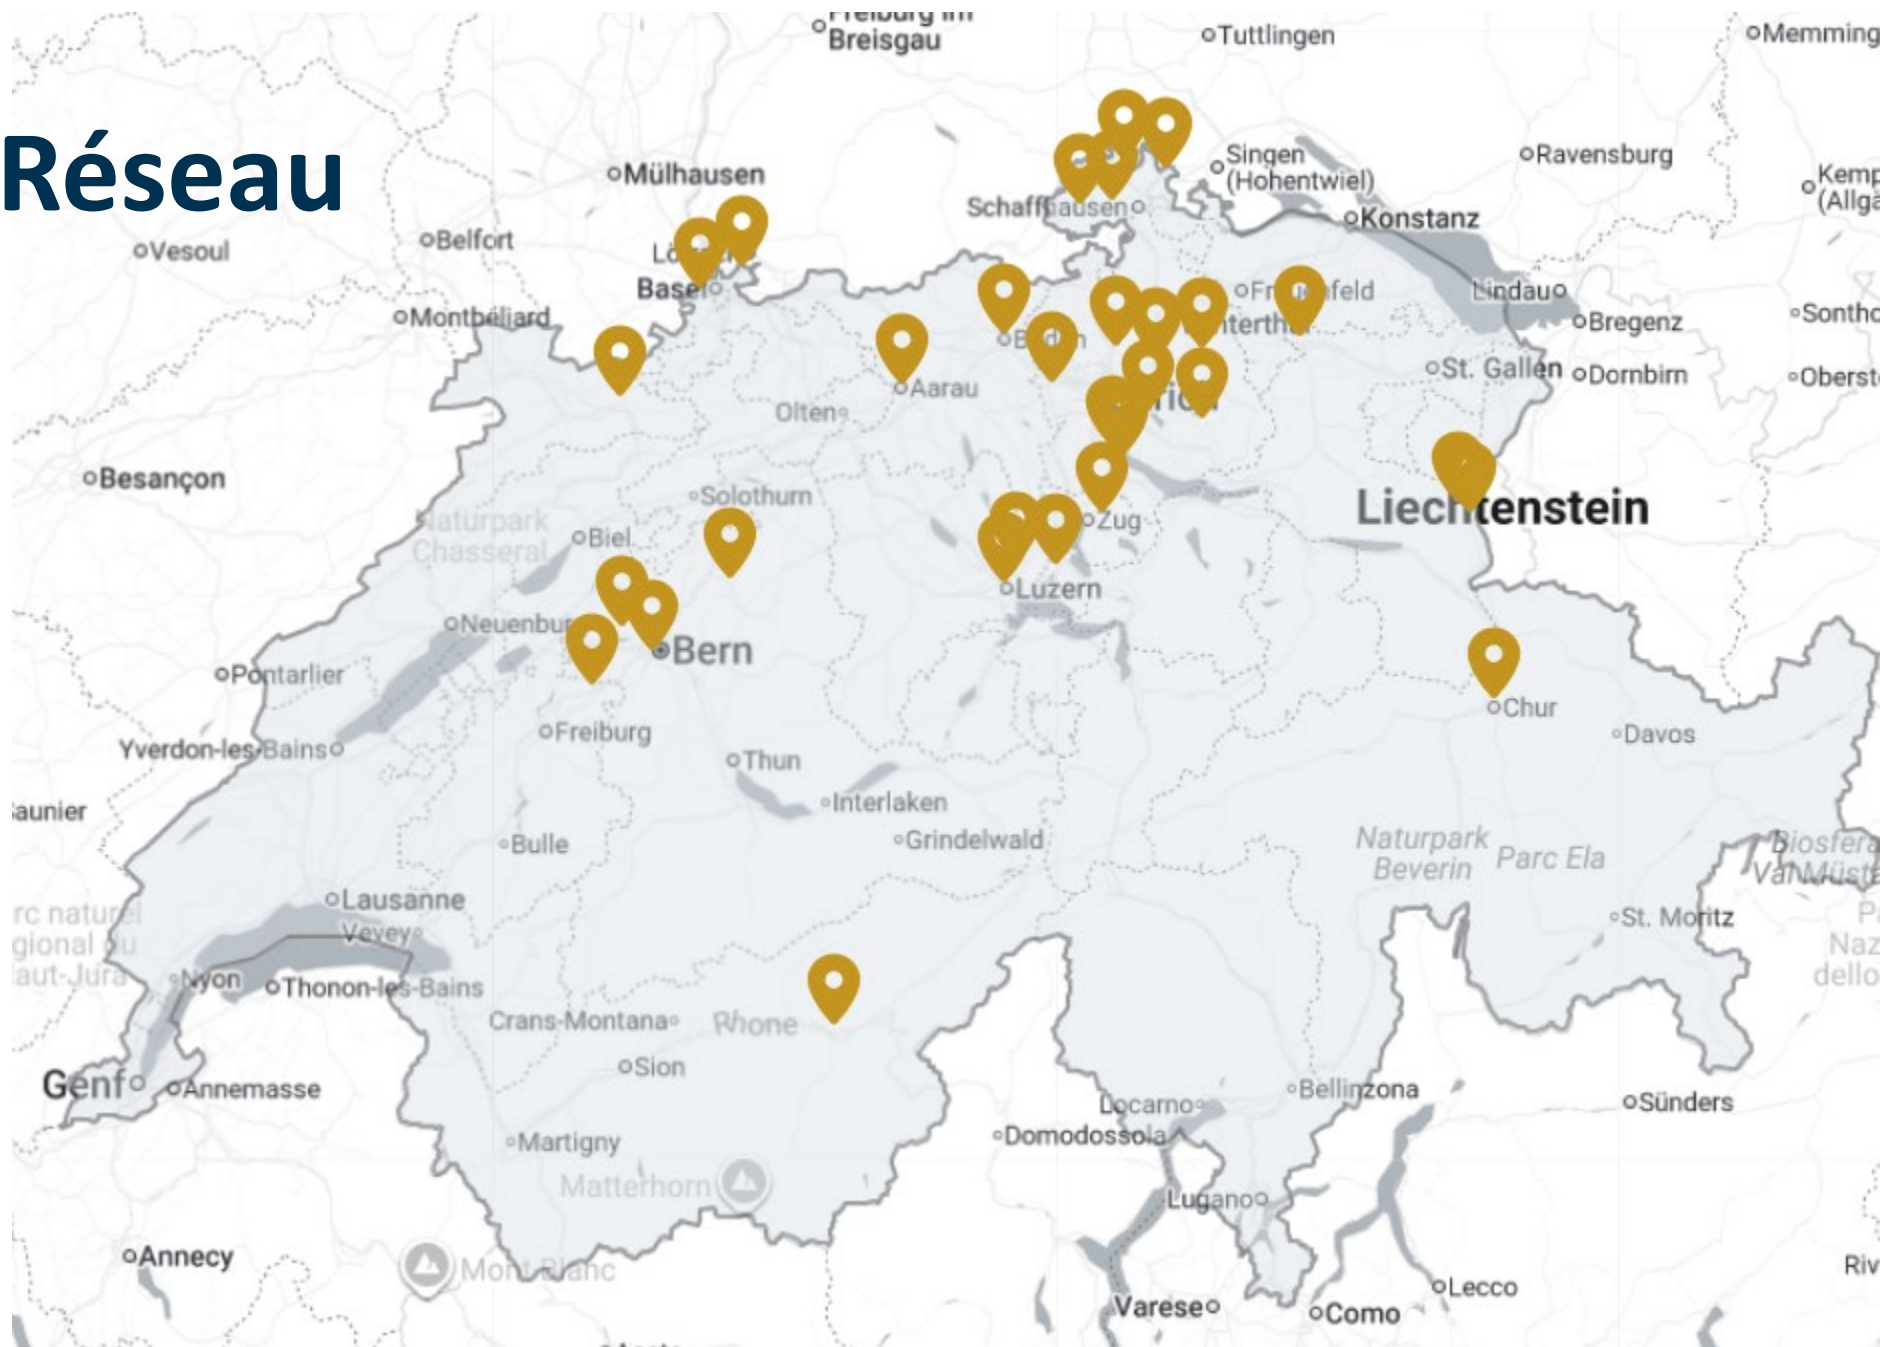 Breisgau
Tuttlingen
Réseau
Mülhausen
Singen
(Hohentwiel)
Ravensburg
Schaffhausen
Konstanz
Vesoul
Belfort
Basel
Lindau
Montbéliard
Bregenz
St. Gallen
Dornbirn
Aarau
Olten
Besançon
Solothurn
Naturpark
Chasseral
Biel
Zug
Liechtenstein
Luzern
Bern
Pontarlier
Chur
Freiburg
Davos
Yverdon-les-Bains
Thun
Interlaken
Bulle
Grindelwald
Naturpark
Beverin
Parc Ela
Lausanne
Vevey
St. Moritz
Nyon
Thonon-les-Bains
Crans-Montana
Rhone
Sion
Genf
Annemasse
Bellinzona
Locarno
Sünders
Domodossola
Martigny
Matterhorn
Lugano
Annecy
Mont Blanc
Lecco
Varese
Como